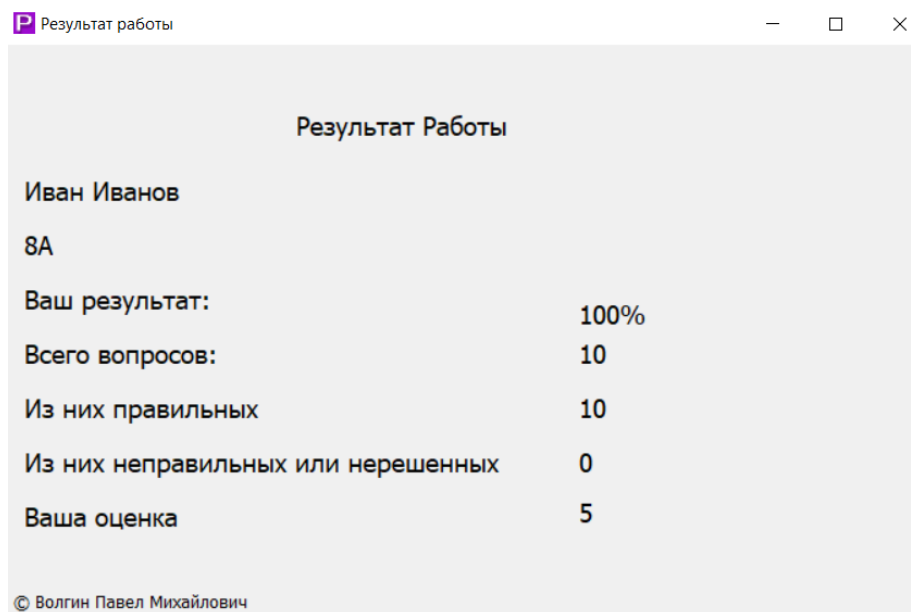 P Результат работы
Результат Работы
Иван Иванов
8А
Ваш результат: 100%
Всего вопросов: 10
Из них правильных 10
Из них неправильных или нерешенных 0
Ваша оценка 5
© Волгин Павел Михайлович